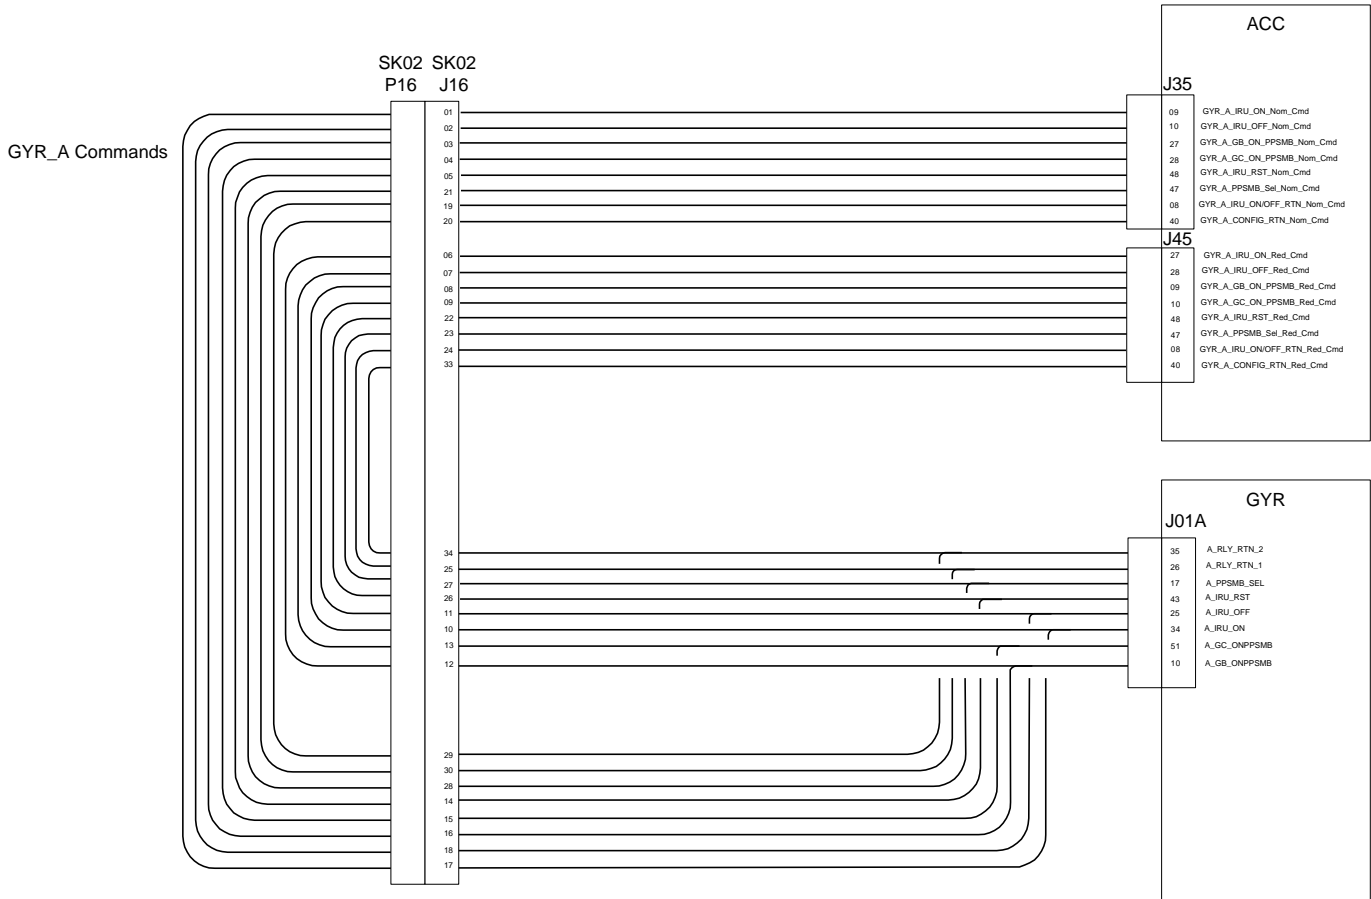 ACC
SK02 SK02
P16 J16
J35
GYR_A Commands
01 09 GYR_A_IRU_ON_Nom_Cmd
02 10 GYR_A_IRU_OFF_Nom_Cmd
03 27 GYR_A_GB_ON_PPSMB_Nom_Cmd
04 28 GYR_A_GC_ON_PPSMB_Nom_Cmd
05 48 GYR_A_IRU_RST_Nom_Cmd
21 47 GYR_A_PPSMB_Sel_Nom_Cmd
19 08 GYR_A_IRU_ON/OFF_RTN_Nom_Cmd
20 40 GYR_A_CONFIG_RTN_Nom_Cmd
J45
06 27 GYR_A_IRU_ON_Red_Cmd
07 28 GYR_A_IRU_OFF_Red_Cmd
08 09 GYR_A_GB_ON_PPSMB_Red_Cmd
09 10 GYR_A_GC_ON_PPSMB_Red_Cmd
22 48 GYR_A_IRU_RST_Red_Cmd
23 47 GYR_A_PPSMB_Sel_Red_Cmd
24 08 GYR_A_IRU_ON/OFF_RTN_Red_Cmd
33 40 GYR_A_CONFIG_RTN_Red_Cmd
GYR
J01A
34 35 A_RLY_RTN_2
25 26 A_RLY_RTN_1
27 17 A_PPSMB_SEL
26 43 A_IRU_RST
11 25 A_IRU_OFF
10 34 A_IRU_ON
13 51 A_GC_ONPPSMB
12 10 A_GB_ONPPSMB
29
30
28
14
15
16
18
17